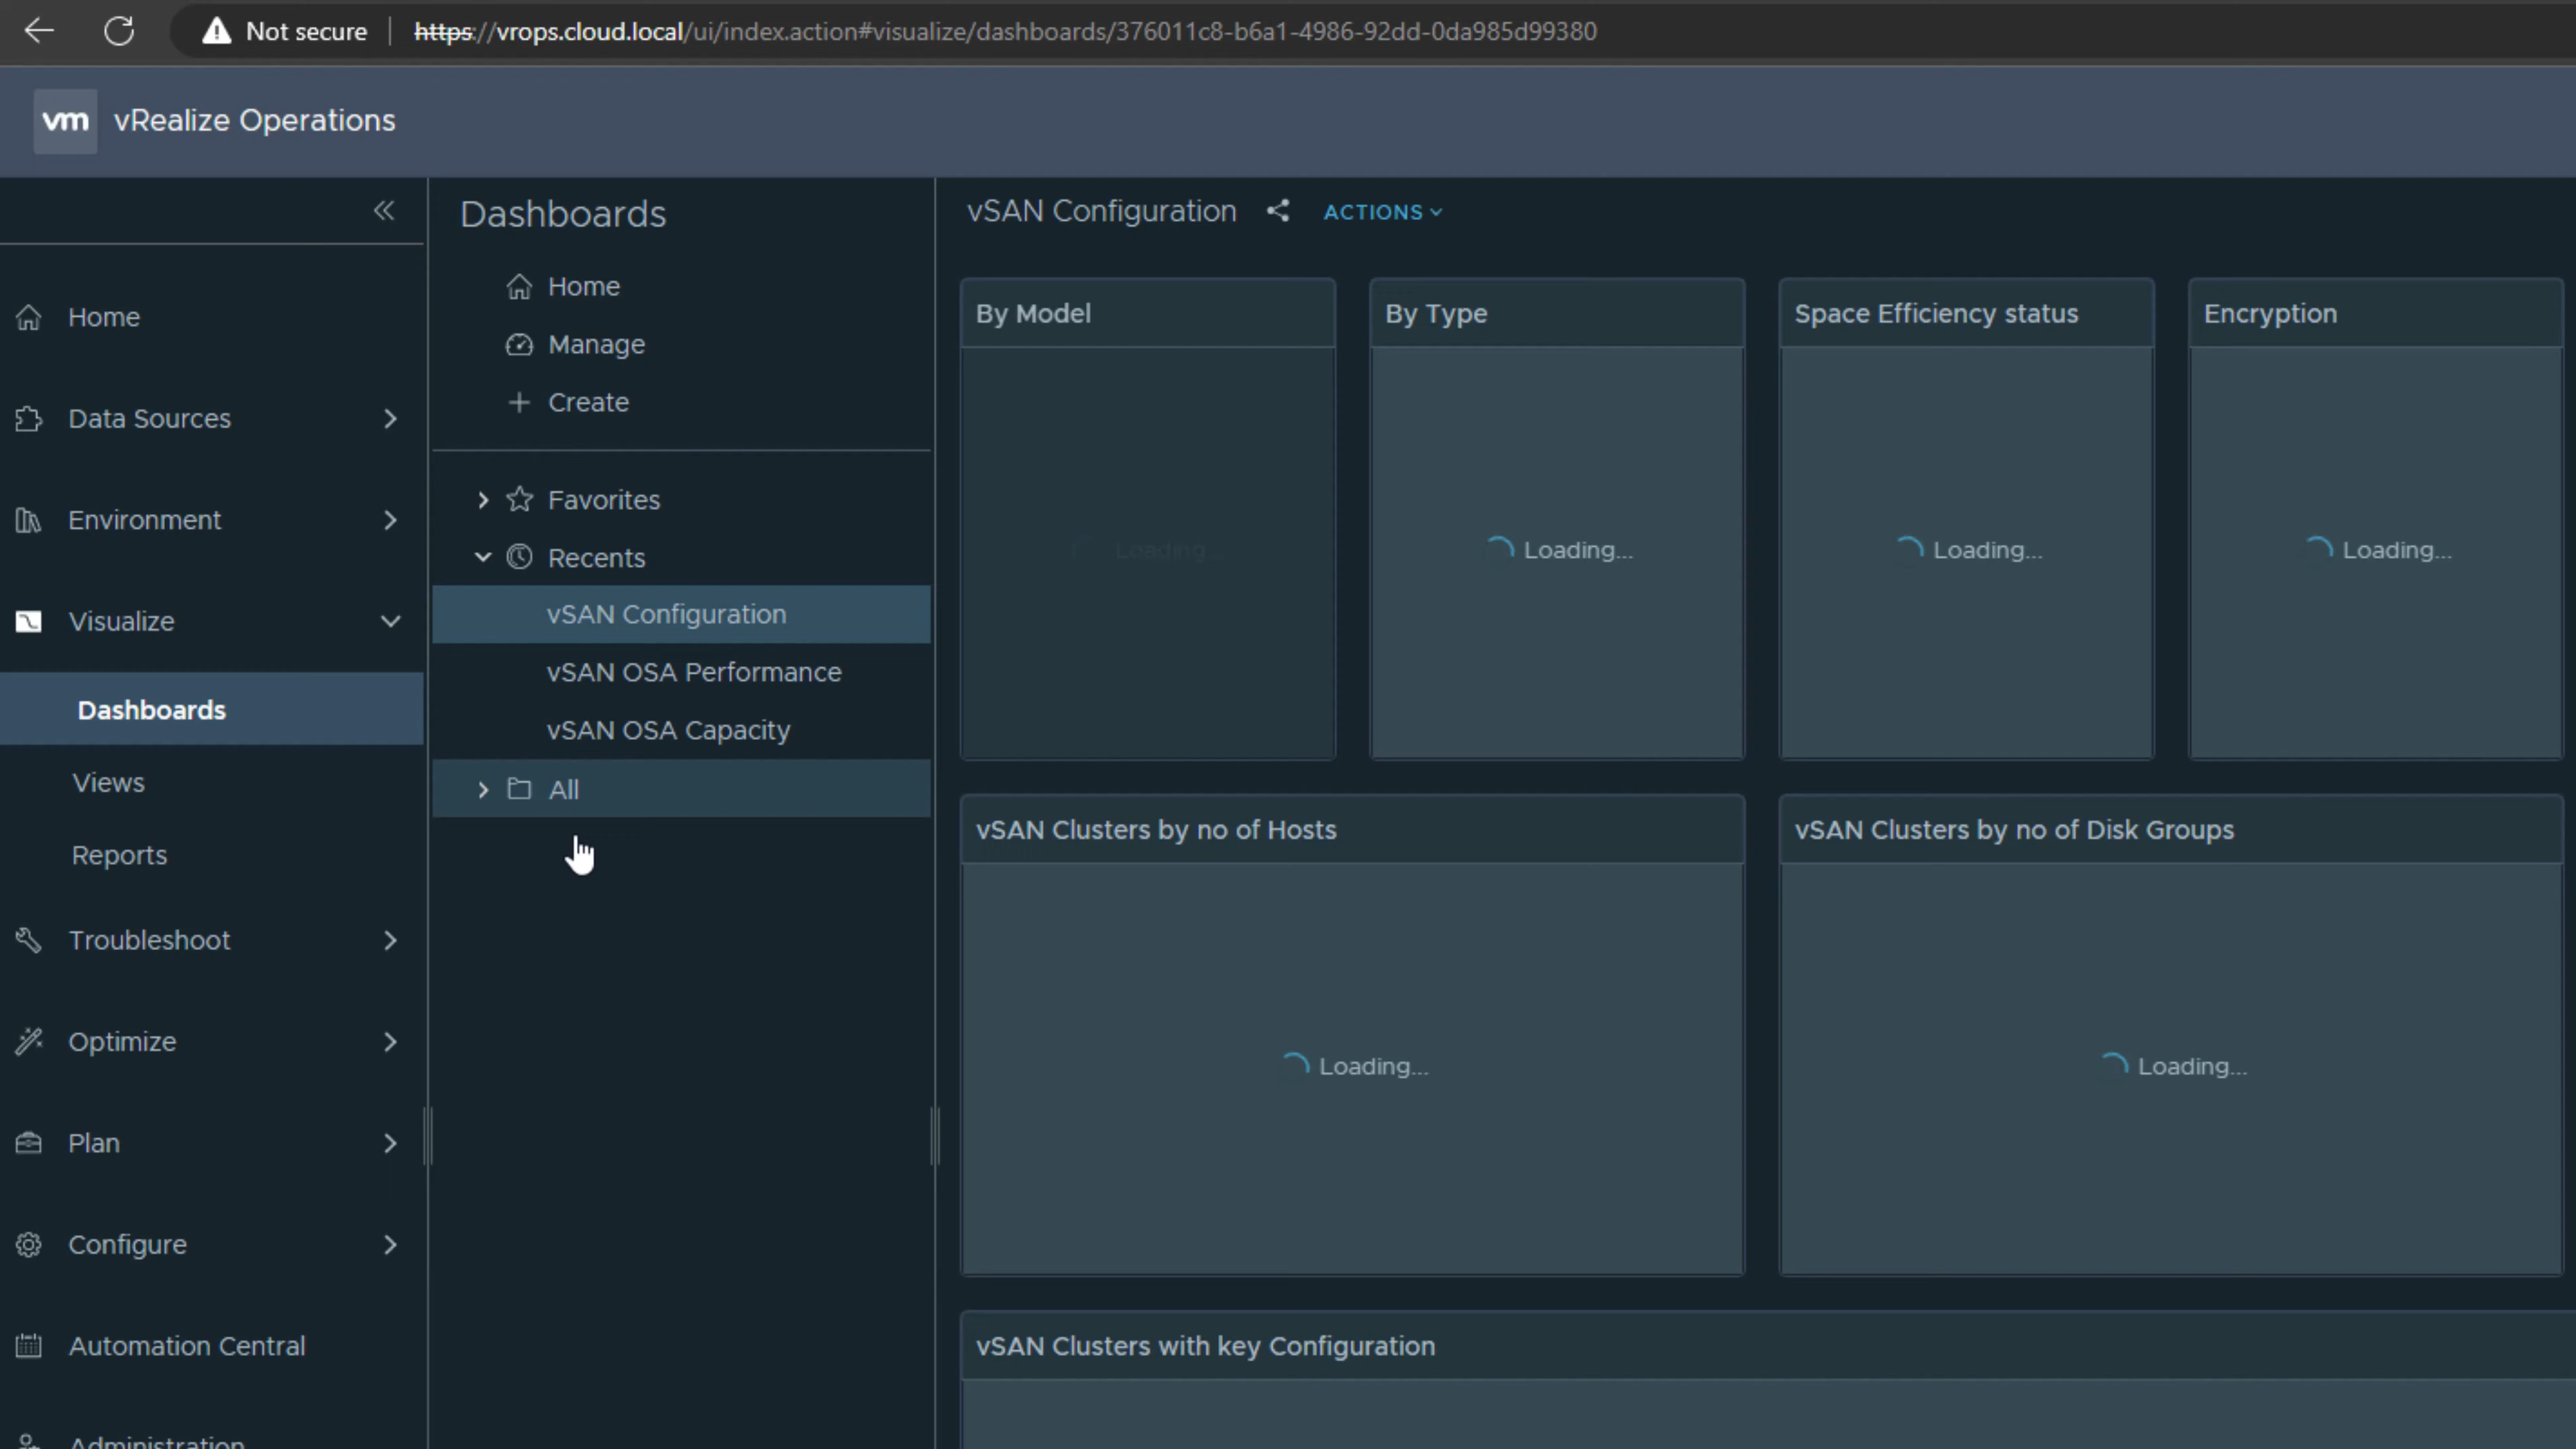 Not secure
https://vrops.cloud.local/ui/index.action#visualize/dashboards/376011c8-b6a1-4986-92dd-0da985d99380
vm
vRealize Operations
Home
Data Sources
Environment
Visualize
Dashboards
Views
Reports
Troubleshoot
Optimize
Plan
Configure
Automation Central
Administration
Dashboards
Home
Manage
Create
Favorites
Recents
vSAN Configuration
vSAN OSA Performance
vSAN OSA Capacity
All
vSAN Configuration
ACTIONS
By Model
Loading...
By Type
Loading...
Space Efficiency status
Loading...
Encryption
Loading...
vSAN Clusters by no of Hosts
Loading...
vSAN Clusters by no of Disk Groups
Loading...
vSAN Clusters with key Configuration